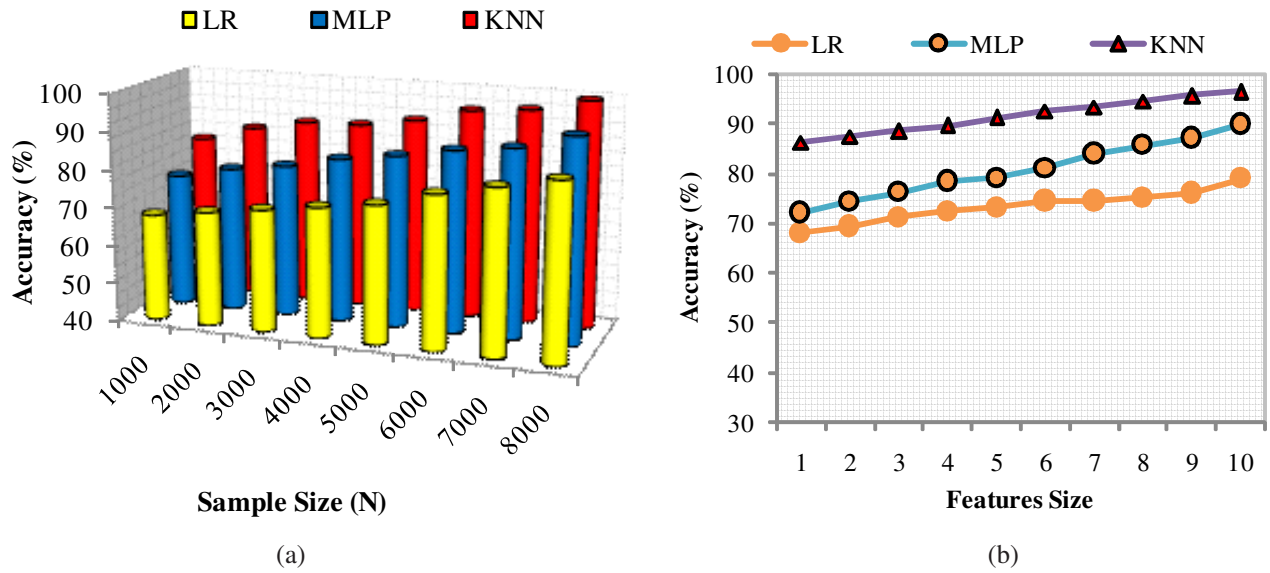 LR MLP KNN
100
90
80
70
60
50
40
Accuracy (%)
1000
2000
3000
4000
5000
6000
7000
8000
Sample Size (N)
(a)
LR MLP KNN
100
90
80
70
60
50
40
30
Accuracy (%)
1 2 3 4 5 6 7 8 9 10
Features Size
(b)